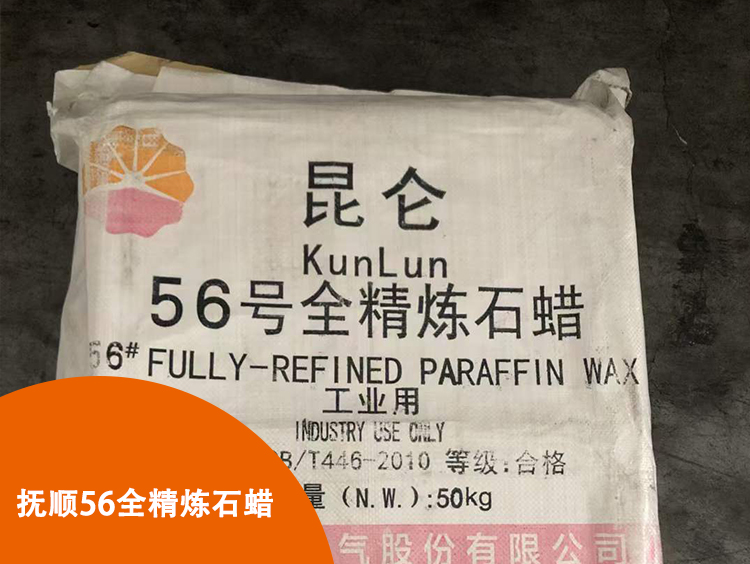 昆仑
KunLun
56号全精炼石蜡
56# FULLY-REFINED PARAFFIN WAX
工业用
INDUSTRY USE ONLY
B/T446-2010 等级:合格
量 (N.W.):50kg
气股份有限公司
抚顺56全精炼石蜡